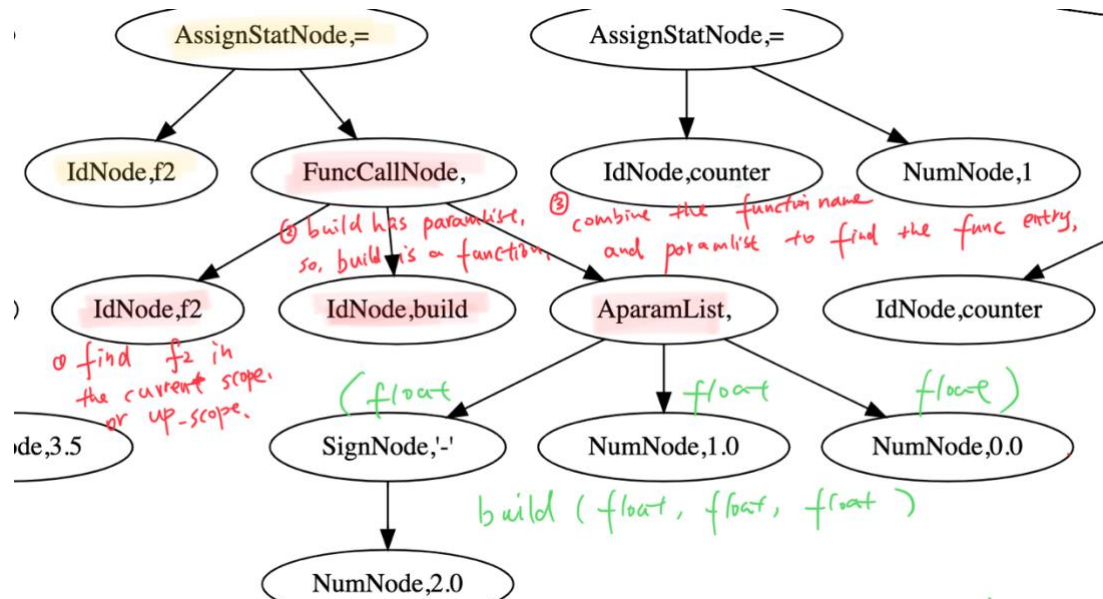 AssignStatNode,= AssignStatNode,=
IdNode,f2 FuncCallNode, IdNode,counter NumNode,1
② build has paramlist,
so, build is a function,
③ combine the function name
and paramlist to find the func entry,
IdNode,f2 IdNode,build AparamList, IdNode,counter
① find f2 in
the current scope.
or up_scope.
(float float float)
ode,3.5 SignNode,'-' NumNode,1.0 NumNode,0.0
build (float, float, float)
NumNode,2.0